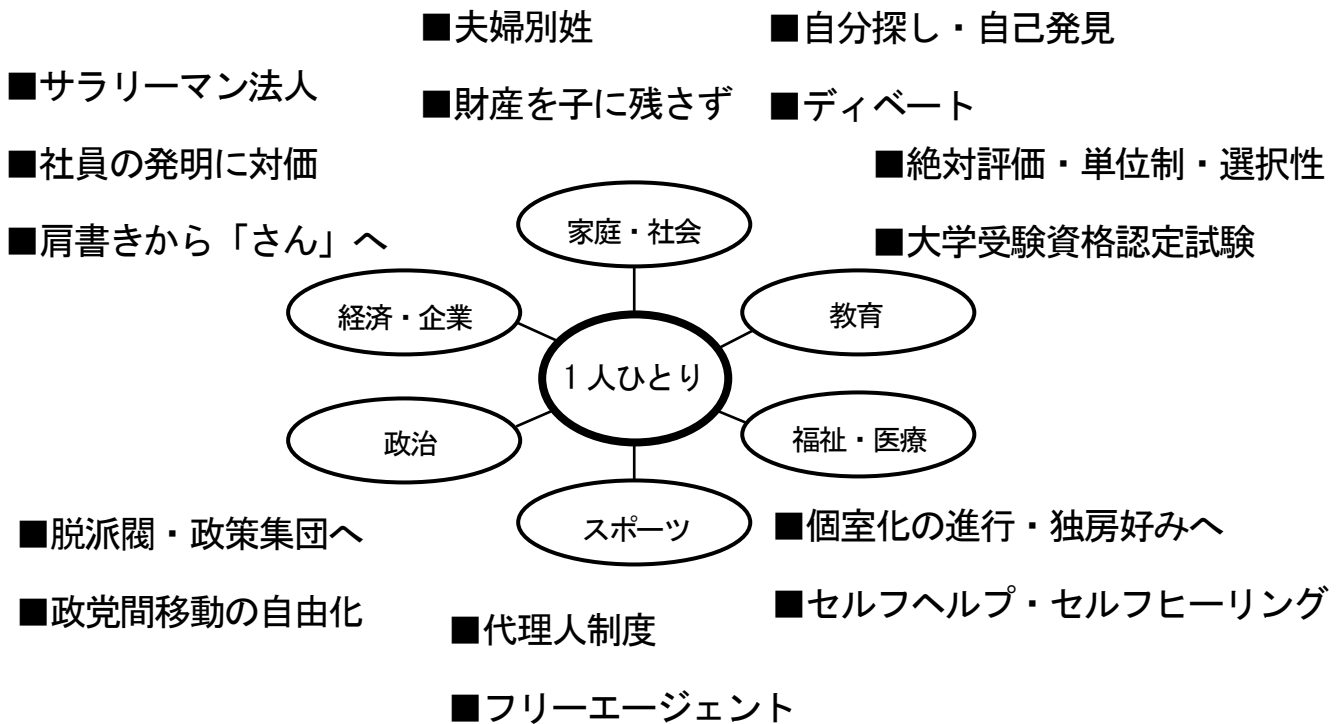 ■夫婦別姓
■財産を子に残さず
■自分探し・自己発見
■ディベート
■絶対評価・単位制・選択性
■大学受験資格認定試験
■サラリーマン法人
■社員の発明に対価
■肩書きから「さん」へ
家庭・社会
経済・企業
教育
1人ひとり
政治
福祉・医療
スポーツ
■脱派閥・政策集団へ
■政党間移動の自由化
■代理人制度
■フリーエージェント
■個室化の進行・独房好みへ
■セルフヘルプ・セルフヒーリング